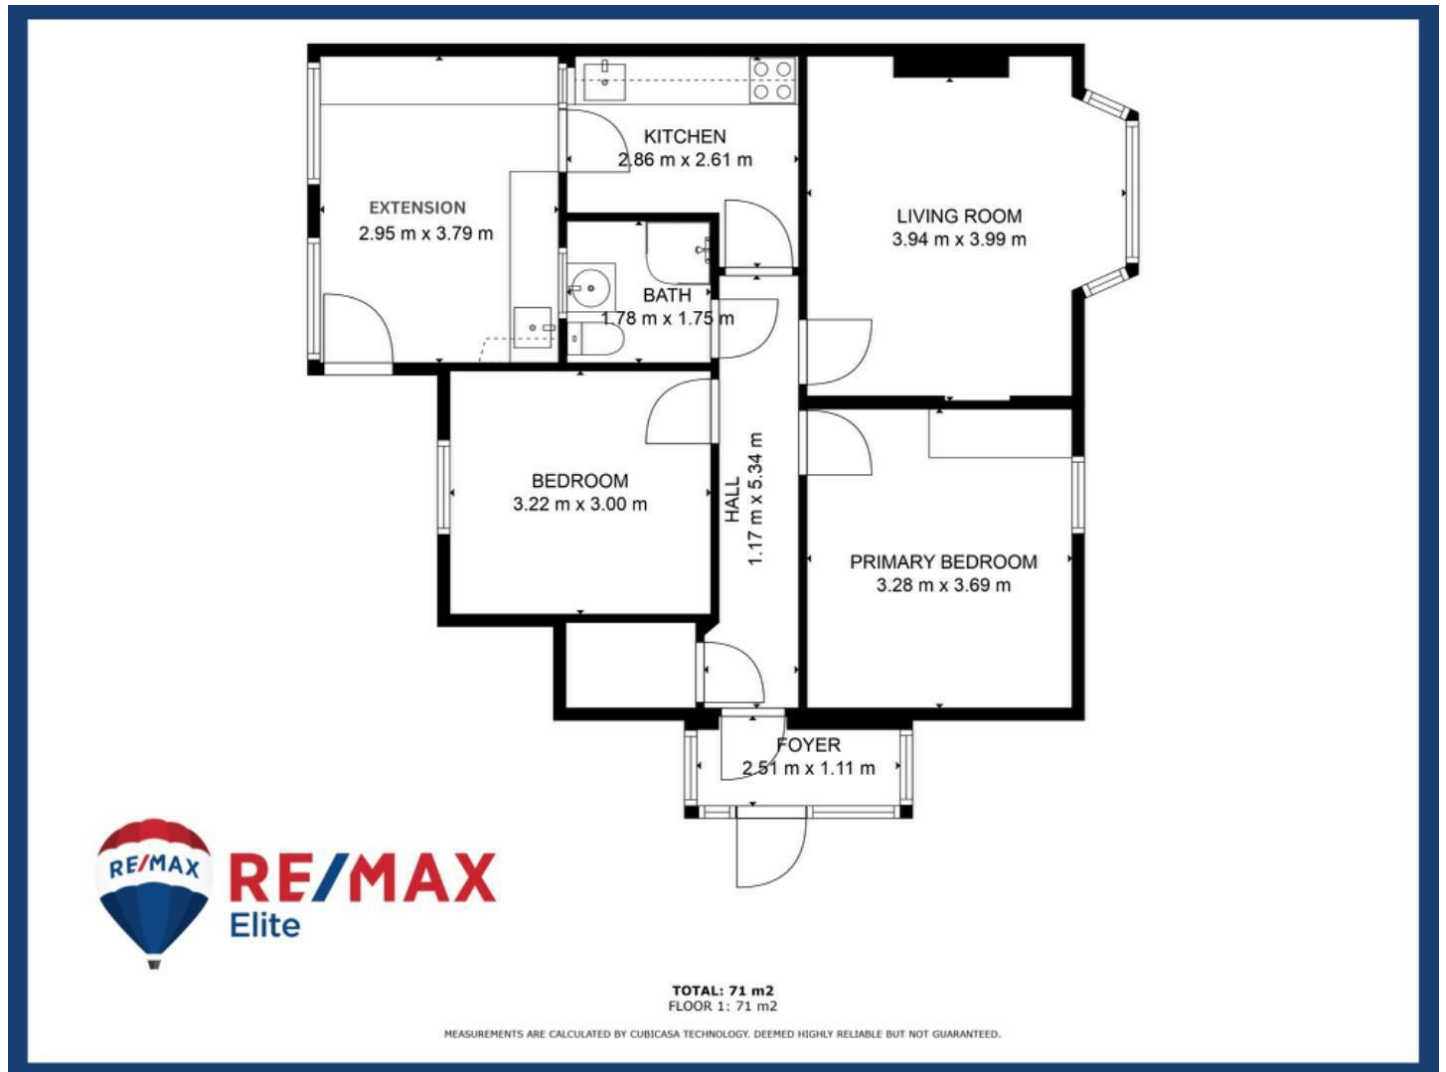 KITCHEN
2.86 m x 2.61 m
EXTENSION
2.95 m x 3.79 m
LIVING ROOM
3.94 m x 3.99 m
BATH
1.78 m x 1.75 m
BEDROOM
3.22 m x 3.00 m
HALL
1.17 m x 5.34 m
PRIMARY BEDROOM
3.28 m x 3.69 m
FOYER
2.51 m x 1.11 m
RE/MAX
RE/MAX
Elite
TOTAL: 71 m2
FLOOR 1: 71 m2
MEASUREMENTS ARE CALCULATED BY CUBICASA TECHNOLOGY. DEEMED HIGHLY RELIABLE BUT NOT GUARANTEED.